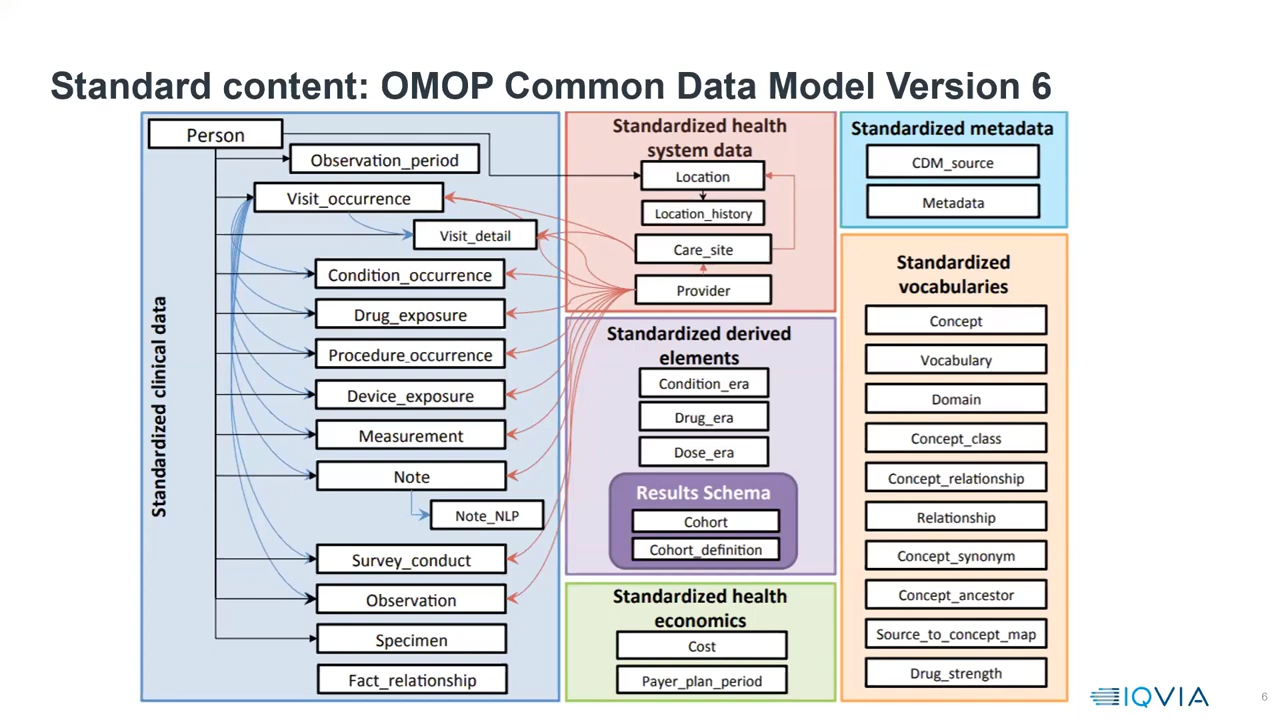 Standard content: OMOP Common Data Model Version 6
Standardized clinical data
Person
Observation_period
Visit_occurrence
Visit_detail
Condition_occurrence
Drug_exposure
Procedure_occurrence
Device_exposure
Measurement
Note
Note_NLP
Survey_conduct
Observation
Specimen
Fact_relationship
Standardized health
system data
Location
Location_history
Care_site
Provider
Standardized derived
elements
Condition_era
Drug_era
Dose_era
Results Schema
Cohort
Cohort_definition
Standardized health
economics
Cost
Payer_plan_period
Standardized metadata
CDM_source
Metadata
Standardized
vocabularies
Concept
Vocabulary
Domain
Concept_class
Concept_relationship
Relationship
Concept_synonym
Concept_ancestor
Source_to_concept_map
Drug_strength
IQVIA
6